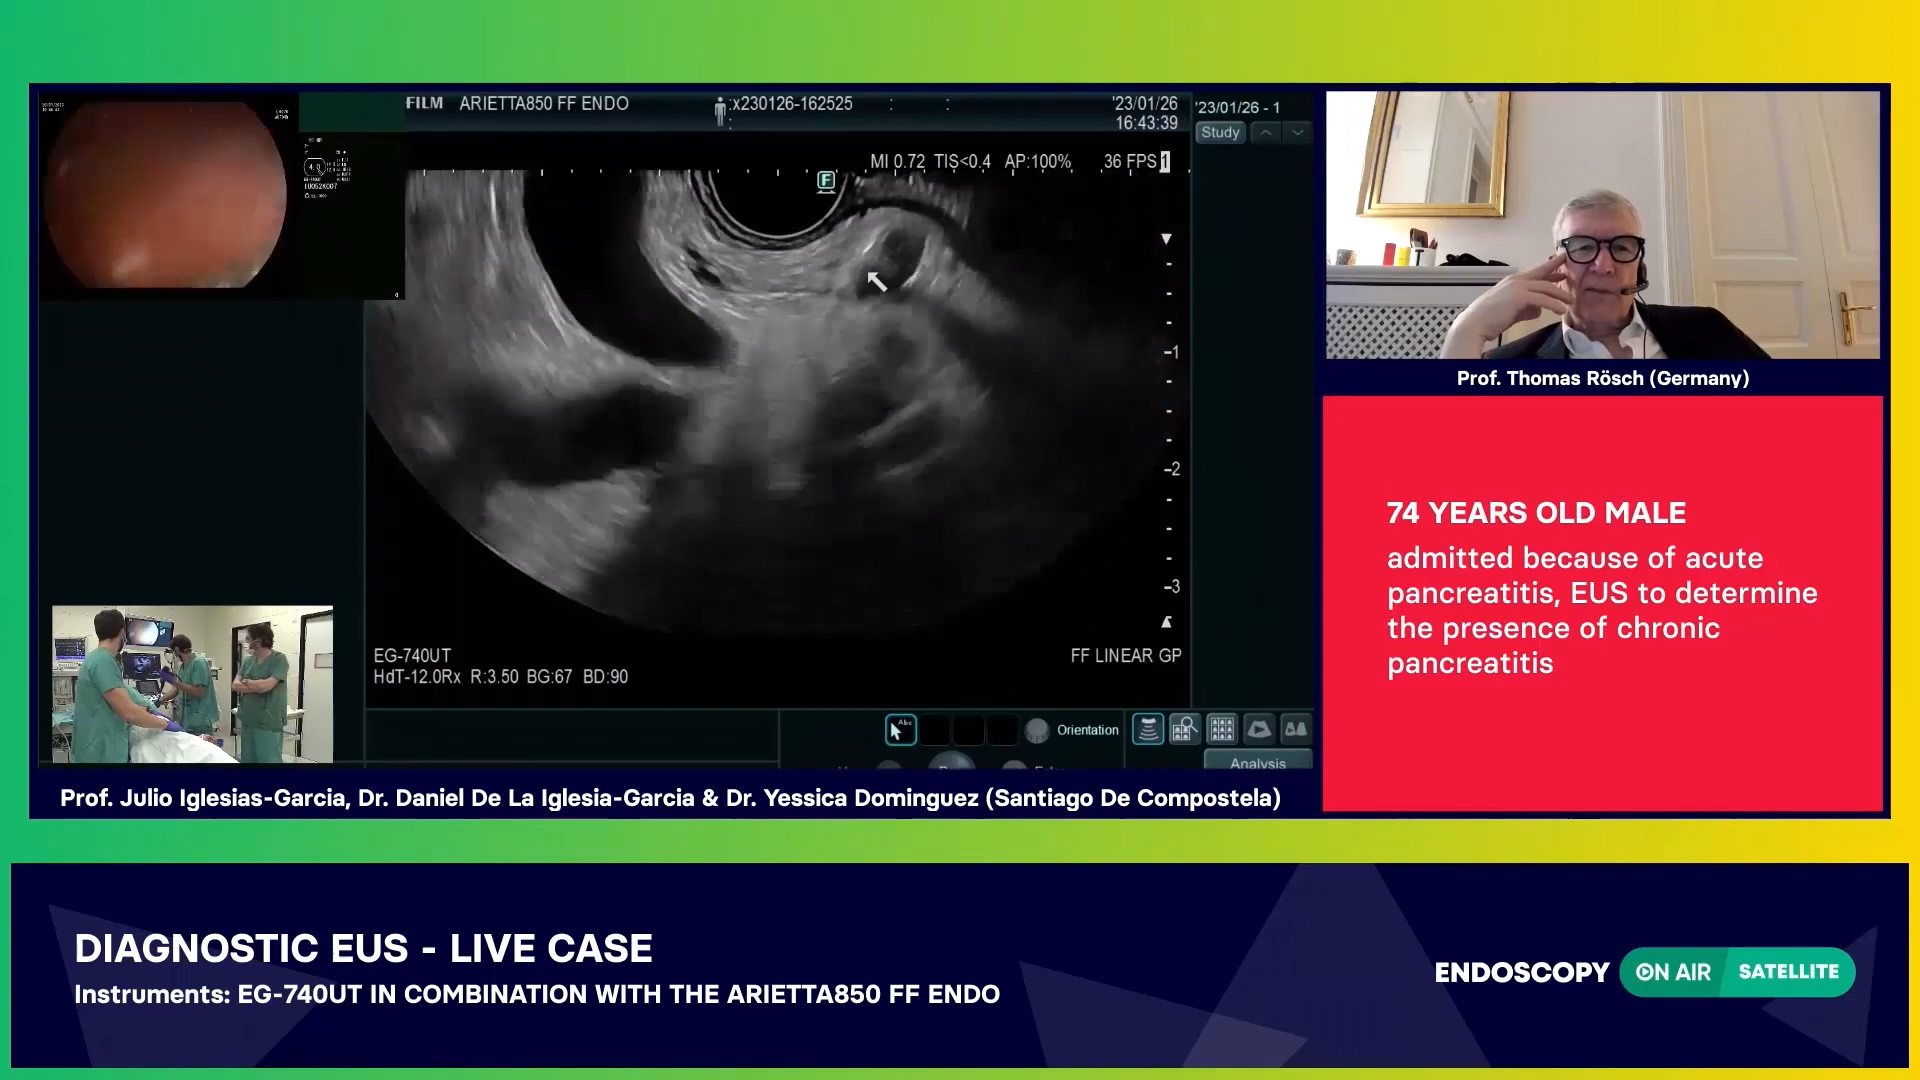 FILM ARIETTA850 FF ENDO :x230126-162525 : : '23/01/26
: 16:43:39
'23/01/26 - 1
Study
MI 0.72 TIS<0.4 AP:100% 36 FPS 1
F
-1
-2
-3
EG-740UT
HdT-12.0Rx R:3.50 BG:67 BD:90
FF LINEAR GP
Abc
Orientation
Analysis
Prof. Julio Iglesias-Garcia, Dr. Daniel De La Iglesia-Garcia & Dr. Yessica Dominguez (Santiago De Compostela)
Prof. Thomas Rösch (Germany)
74 YEARS OLD MALE
admitted because of acute
pancreatitis, EUS to determine
the presence of chronic
pancreatitis
DIAGNOSTIC EUS - LIVE CASE
Instruments: EG-740UT IN COMBINATION WITH THE ARIETTA850 FF ENDO
ENDOSCOPY ON AIR SATELLITE